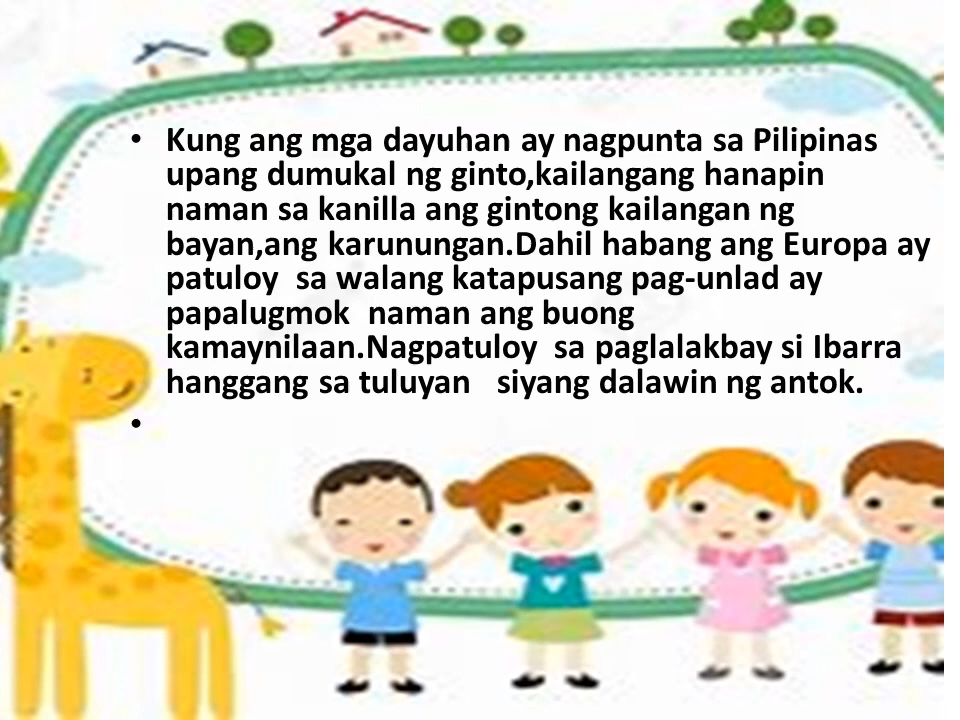 • Kung ang mga dayuhan ay nagpunta sa Pilipinas
upang dumukal ng ginto,kailangang hanapin
naman sa kanilla ang gintong kailangan ng
bayan,ang karunungan.Dahil habang ang Europa ay
patuloy  sa walang katapusang pag-unlad ay
papalugmok  naman ang buong
kamaynilaan.Nagpatuloy  sa paglalakbay si Ibarra
hanggang sa tuluyan   siyang dalawin ng antok.
•